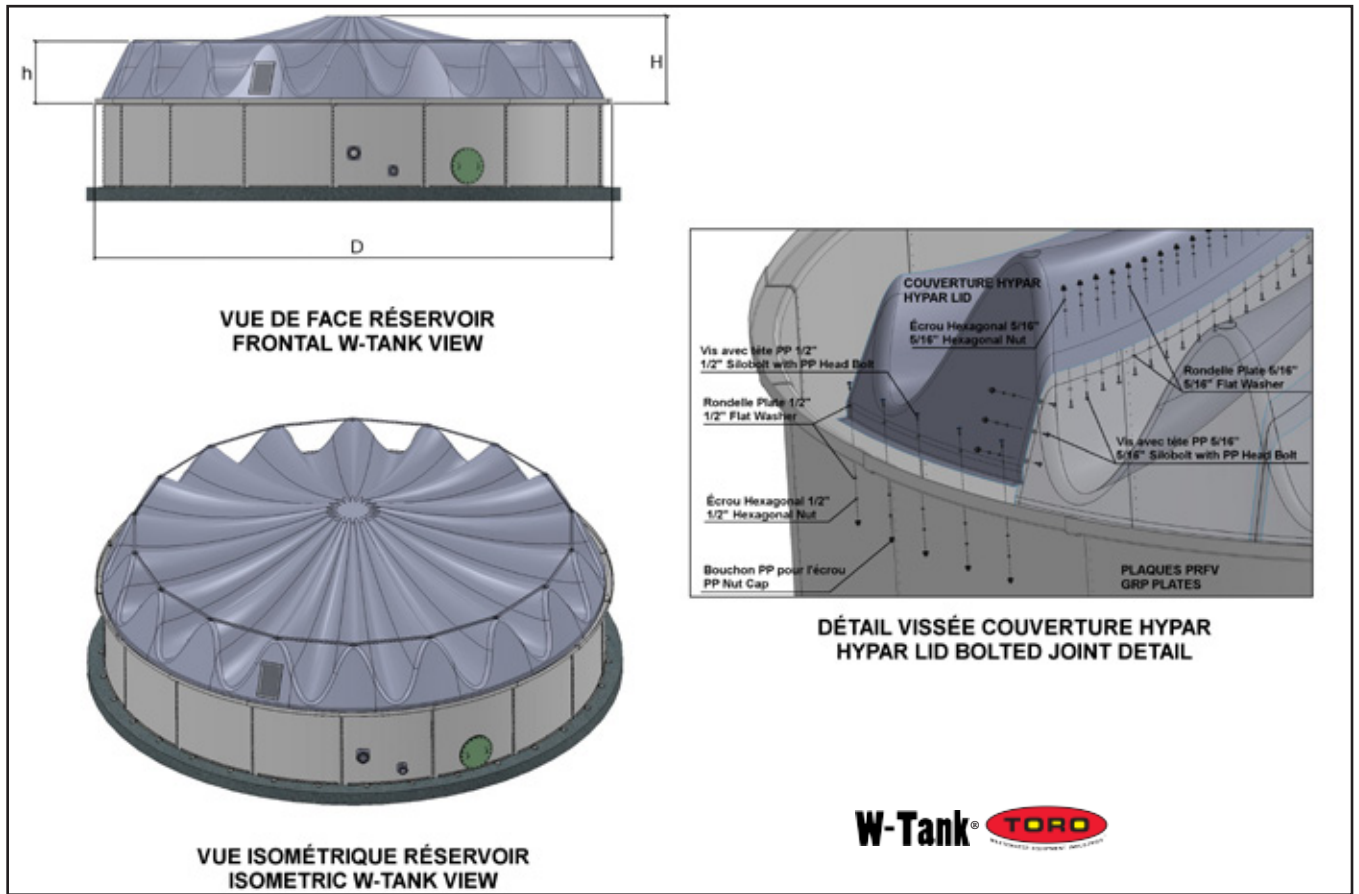 h
H
D
VUE DE FACE RÉSERVOIR
FRONTAL W-TANK VIEW
COUVERTURE HYPAR
HYPAR LID
Écrou Hexagonal 5/16"
5/16" Hexagonal Nut
Vis avec tête PP 1/2"
1/2" Silobolt with PP Head Bolt
Rondelle Plate 5/16"
5/16" Flat Washer
Rondelle Plate 1/2"
1/2" Flat Washer
Vis avec tête PP 5/16"
5/16" Silobolt with PP Head Bolt
Écrou Hexagonal 1/2"
1/2" Hexagonal Nut
Bouchon PP pour l'écrou
PP Nut Cap
PLAQUES PRFV
GRP PLATES
DÉTAIL VISSÉE COUVERTURE HYPAR
HYPAR LID BOLTED JOINT DETAIL
VUE ISOMÉTRIQUE RÉSERVOIR
ISOMETRIC W-TANK VIEW
W-Tank®
TORO